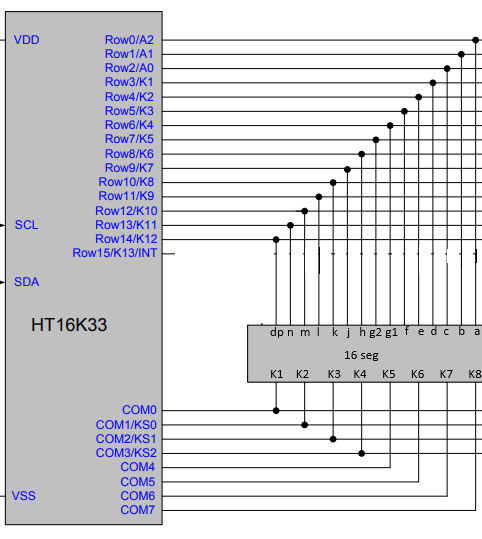 VDD
Row0/A2
Row1/A1
Row2/A0
Row3/K1
Row4/K2
Row5/K3
Row6/K4
Row7/K5
Row8/K6
Row9/K7
Row10/K8
Row11/K9
Row12/K10
SCL Row13/K11
Row14/K12
Row15/K13/INT
SDA
HT16K33
dp n m l k j h g2 g1 f e d c b a
16 seg
K1 K2 K3 K4 K5 K6 K7 K8
COM0
COM1/KS0
COM2/KS1
COM3/KS2
COM4
COM5
VSS COM6
COM7